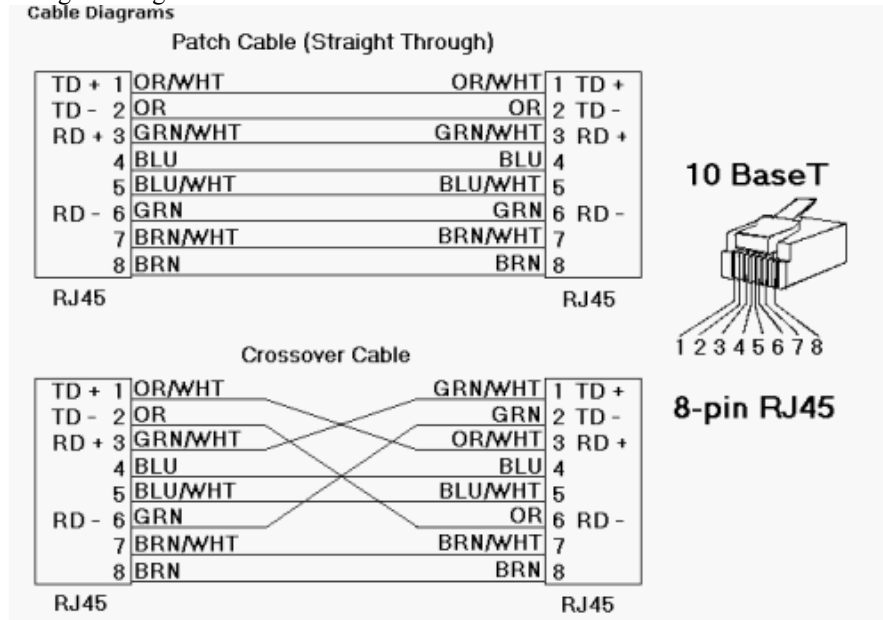 Cable Diagrams
Patch Cable (Straight Through)
TD + 1 OR/WHT OR/WHT 1 TD +
TD - 2 OR OR 2 TD -
RD + 3 GRN/WHT GRN/WHT 3 RD +
4 BLU BLU 4
5 BLU/WHT BLU/WHT 5
RD - 6 GRN GRN 6 RD -
7 BRN/WHT BRN/WHT 7
8 BRN BRN 8
RJ45 RJ45
10 BaseT
1 2 3 4 5 6 7 8
8-pin RJ45
Crossover Cable
TD + 1 OR/WHT GRN/WHT 1 TD +
TD - 2 OR GRN 2 TD -
RD + 3 GRN/WHT OR/WHT 3 RD +
4 BLU BLU 4
5 BLU/WHT BLU/WHT 5
RD - 6 GRN OR 6 RD -
7 BRN/WHT BRN/WHT 7
8 BRN BRN 8
RJ45 RJ45